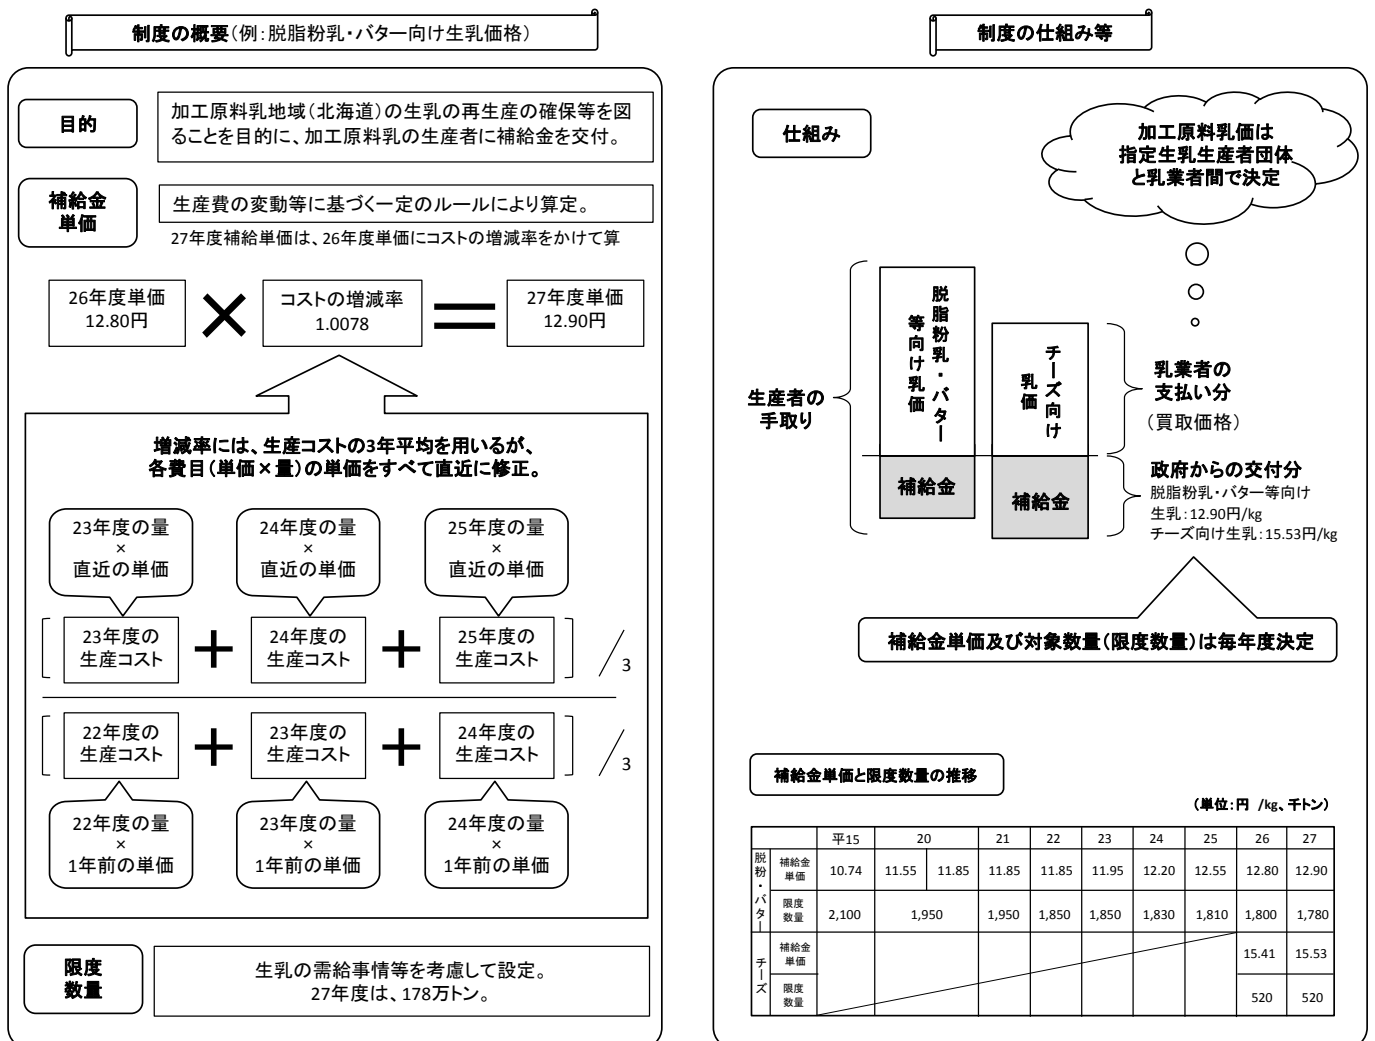 制度の概要(例:脱脂粉乳・バター向け生乳価格)
目的
加工原料乳地域(北海道)の生乳の再生産の確保等を図
ることを目的に、加工原料乳の生産者に補給金を交付。
補給金
単価
生産費の変動等に基づく一定のルールにより算定。
27年度補給単価は、26年度単価にコストの増減率をかけて算
26年度単価
12.80円
×
コストの増減率
1.0078
=
27年度単価
12.90円
増減率には、生産コストの3年平均を用いるが、
各費目(単価×量)の単価をすべて直近に修正。
23年度の量
×
直近の単価
24年度の量
×
直近の単価
25年度の量
×
直近の単価
[
23年度の
生産コスト
+
24年度の
生産コスト
+
25年度の
生産コスト
]
/3
[
22年度の
生産コスト
+
23年度の
生産コスト
+
24年度の
生産コスト
]
/3
22年度の量
×
1年前の単価
23年度の量
×
1年前の単価
24年度の量
×
1年前の単価
限度
数量
生乳の需給事情等を考慮して設定。
27年度は、178万トン。
制度の仕組み等
仕組み
加工原料乳価は
指定生乳生産者団体
と乳業者間で決定
生産者の
手取り
脱脂粉乳・バター
等向け乳価
補給金
チーズ向け
乳価
補給金
乳業者の
支払い分
(買取価格)
政府からの交付分
脱脂粉乳・バター等向け
生乳:12.90円/kg
チーズ向け生乳:15.53円/kg
補給金単価及び対象数量(限度数量)は毎年度決定
補給金単価と限度数量の推移
(単位:円 /kg、千トン)
平15 20 21 22 23 24 25 26 27
脱粉・バター
補給金
単価
10.74 11.55 11.85 11.85 11.85 11.95 12.20 12.55 12.80 12.90
限度
数量
2,100 1,950 1,950 1,850 1,850 1,830 1,810 1,800 1,780
チーズ
補給金
単価
15.41 15.53
限度
数量
520 520